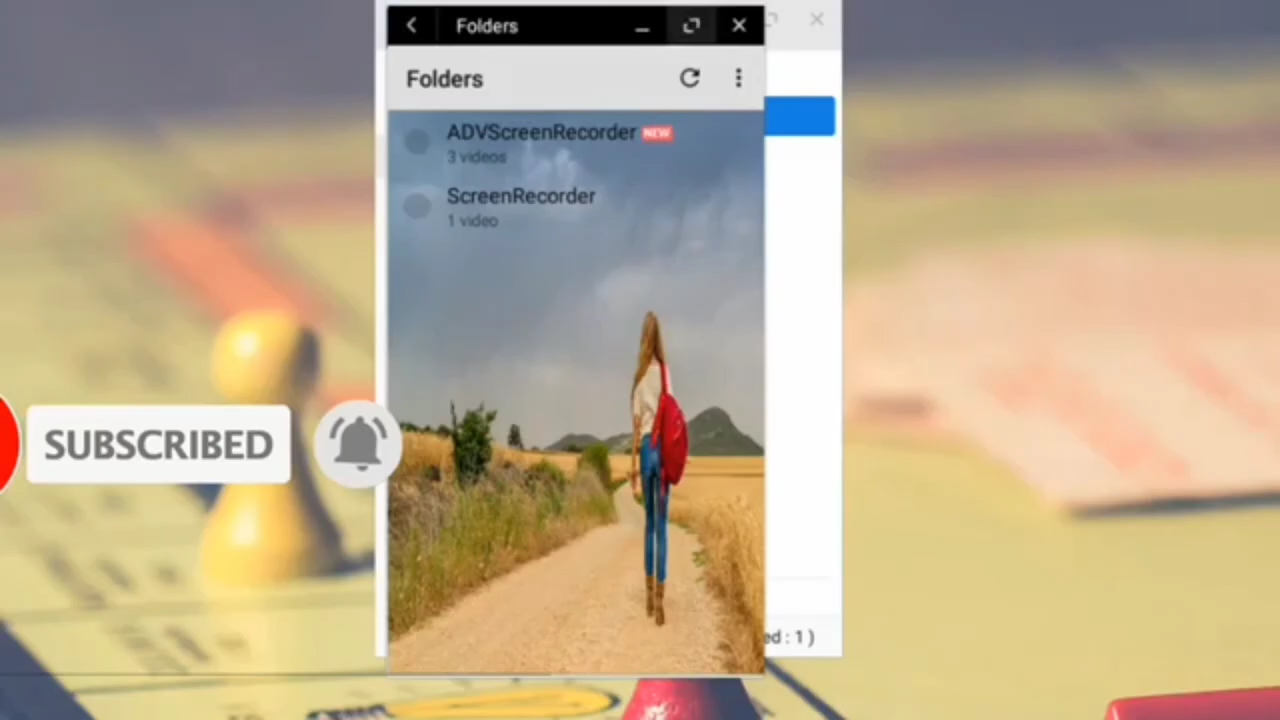 Folders
Folders
ADVScreenRecorder NEW
3 videos
ScreenRecorder
1 video
SUBSCRIBED
ed : 1 )